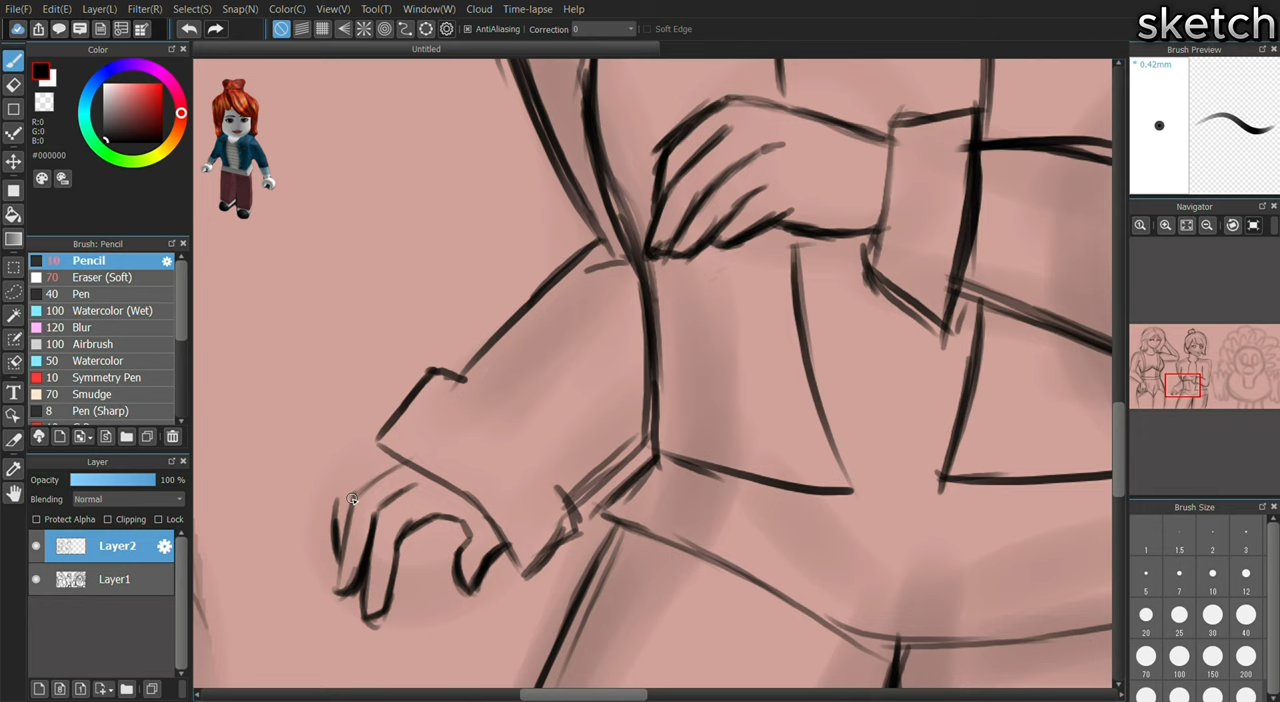 File(F) Edit(E) Layer(L) Filter(R) Select(S) Snap(N) Color(C) View(V) Tool(T) Window(W) Cloud Time-lapse Help
sketch
AntiAliasing Correction 0 Soft Edge
Untitled
Color
R:0
G:0
B:0
#000000
Brush: Pencil
10 Pencil
70 Eraser (Soft)
40 Pen
100 Watercolor (Wet)
120 Blur
100 Airbrush
50 Watercolor
10 Symmetry Pen
70 Smudge
8 Pen (Sharp)
Layer
Opacity 100 %
Blending Normal
Protect Alpha Clipping Lock
Layer2
Layer1
Brush Preview
* 0.42mm
Navigator
Brush Size
1 1.5 2 3
5 7 10 12
20 25 30 40
70 100 150 200